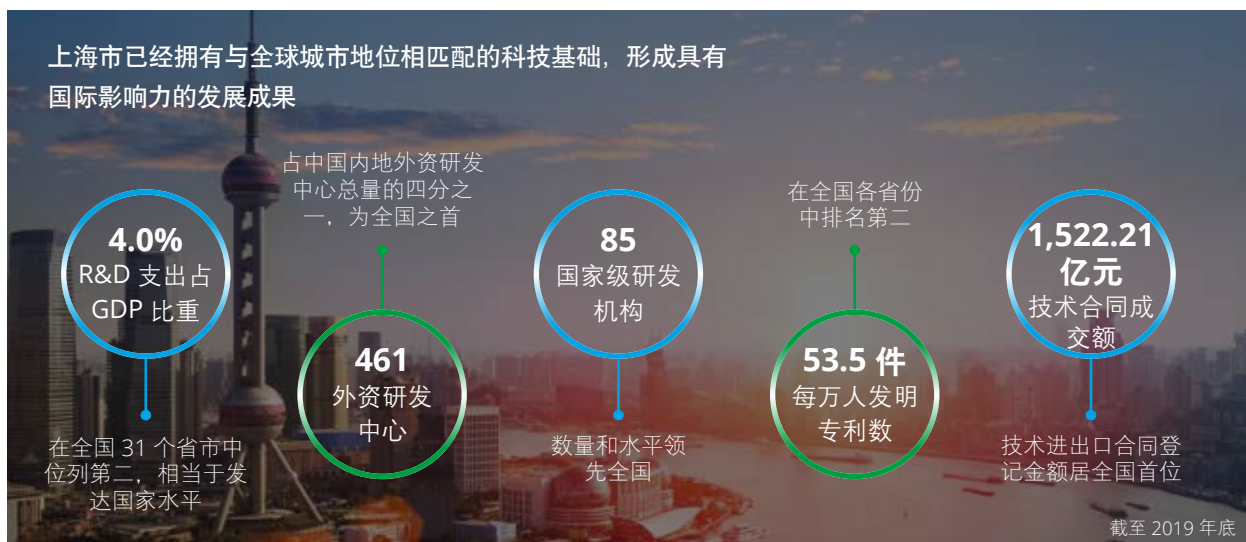 上海市已经拥有与全球城市地位相匹配的科技基础，形成具有
国际影响力的发展成果
4.0%
R&D 支出占
GDP 比重
在全国 31 个省市中
位列第二，相当于发
达国家水平
占中国内地外资研发
中心总量的四分之
一，为全国之首
461
外资研发
中心
85
国家级研发
机构
数量和水平领
先全国
在全国各省份
中排名第二
53.5 件
每万人发明
专利数
1,522.21
亿元
技术合同成
交额
技术进出口合同登
记金额居全国首位
截至 2019 年底